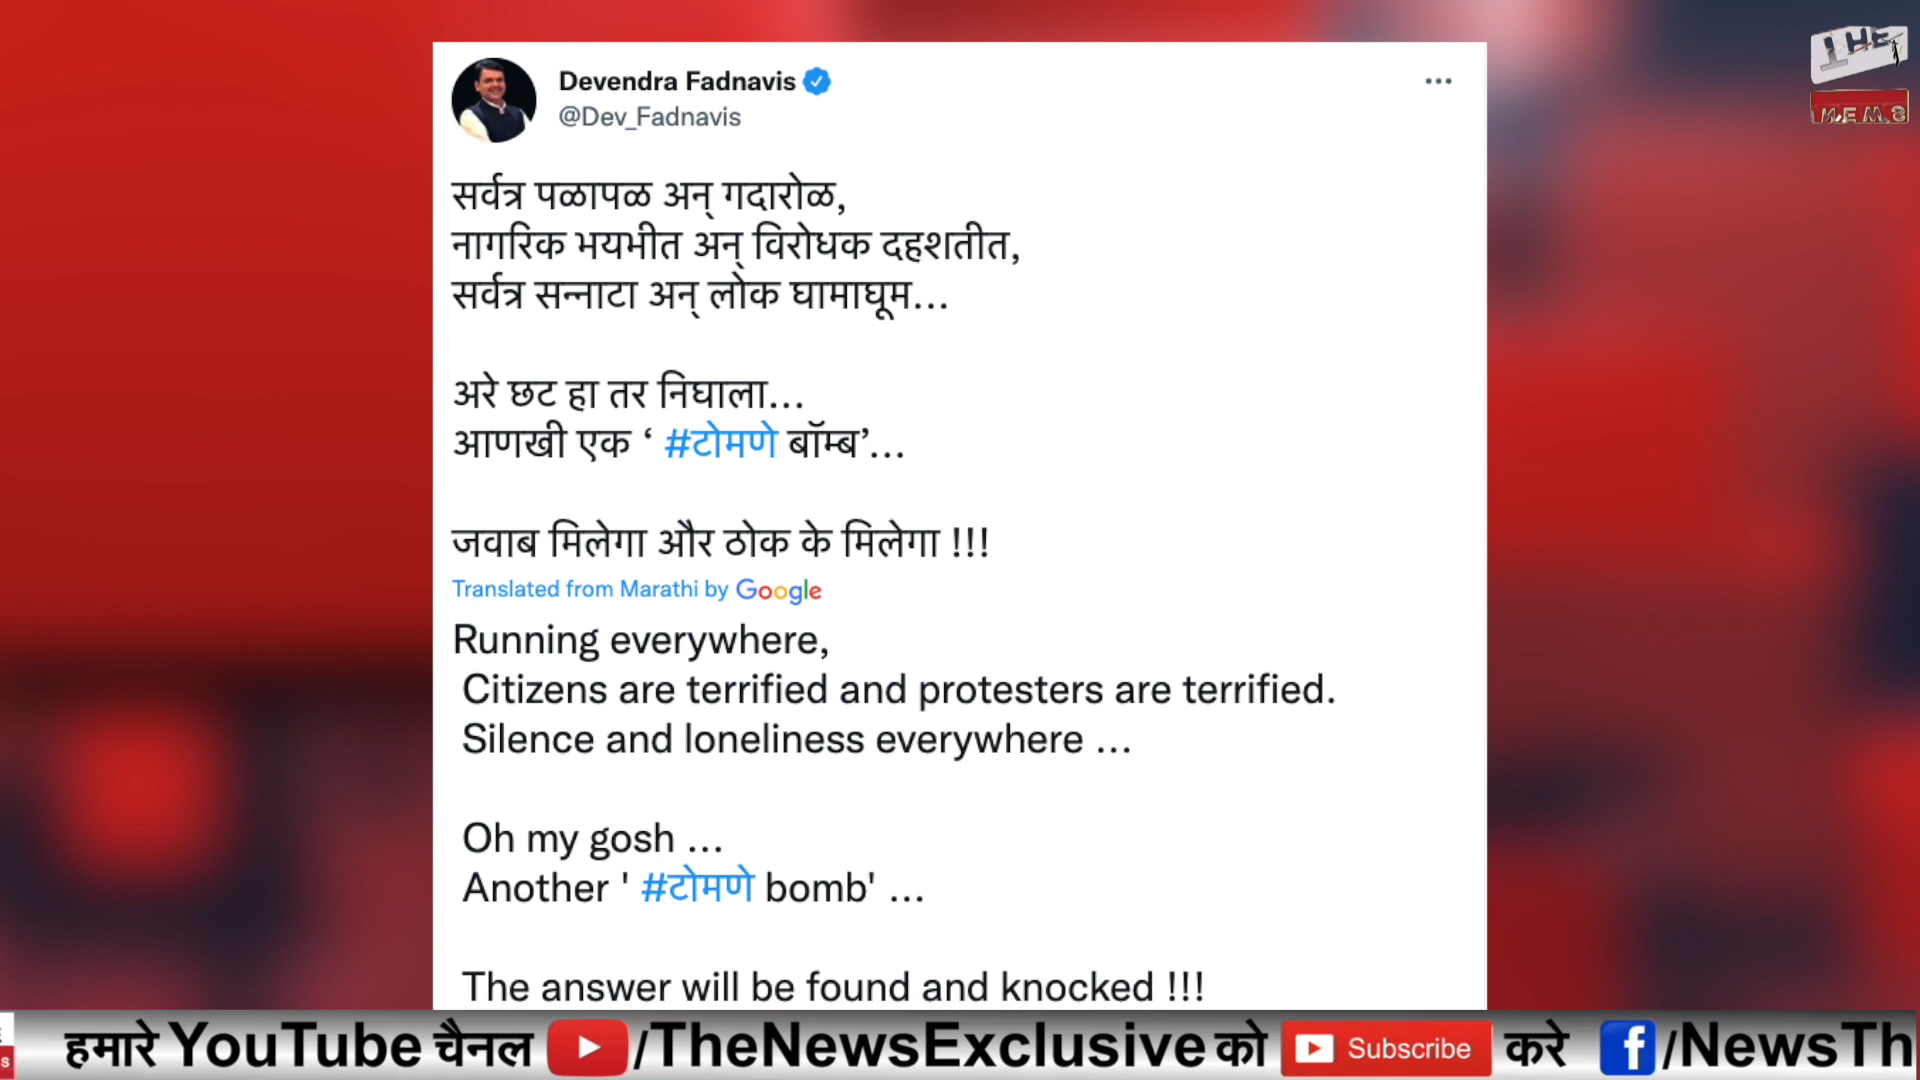 THE
NEWS
Devendra Fadnavis
@Dev_Fadnavis
सर्वत्र पळापळ अन् गदारोळ,
नागरिक भयभीत अन् विरोधक दहशतीत,
सर्वत्र सन्नाटा अन् लोक घामाघूम...
अरे छट हा तर निघाला...
आणखी एक ‘ #टोमणे बॉम्ब’...
जवाब मिलेगा और ठोक के मिलेगा !!!
Translated from Marathi by Google
Running everywhere,
Citizens are terrified and protesters are terrified.
Silence and loneliness everywhere ...
Oh my gosh ...
Another ' #टोमणे bomb' ...
The answer will be found and knocked !!!
हमारे YouTube चैनल /TheNewsExclusive को Subscribe करे f/NewsTh